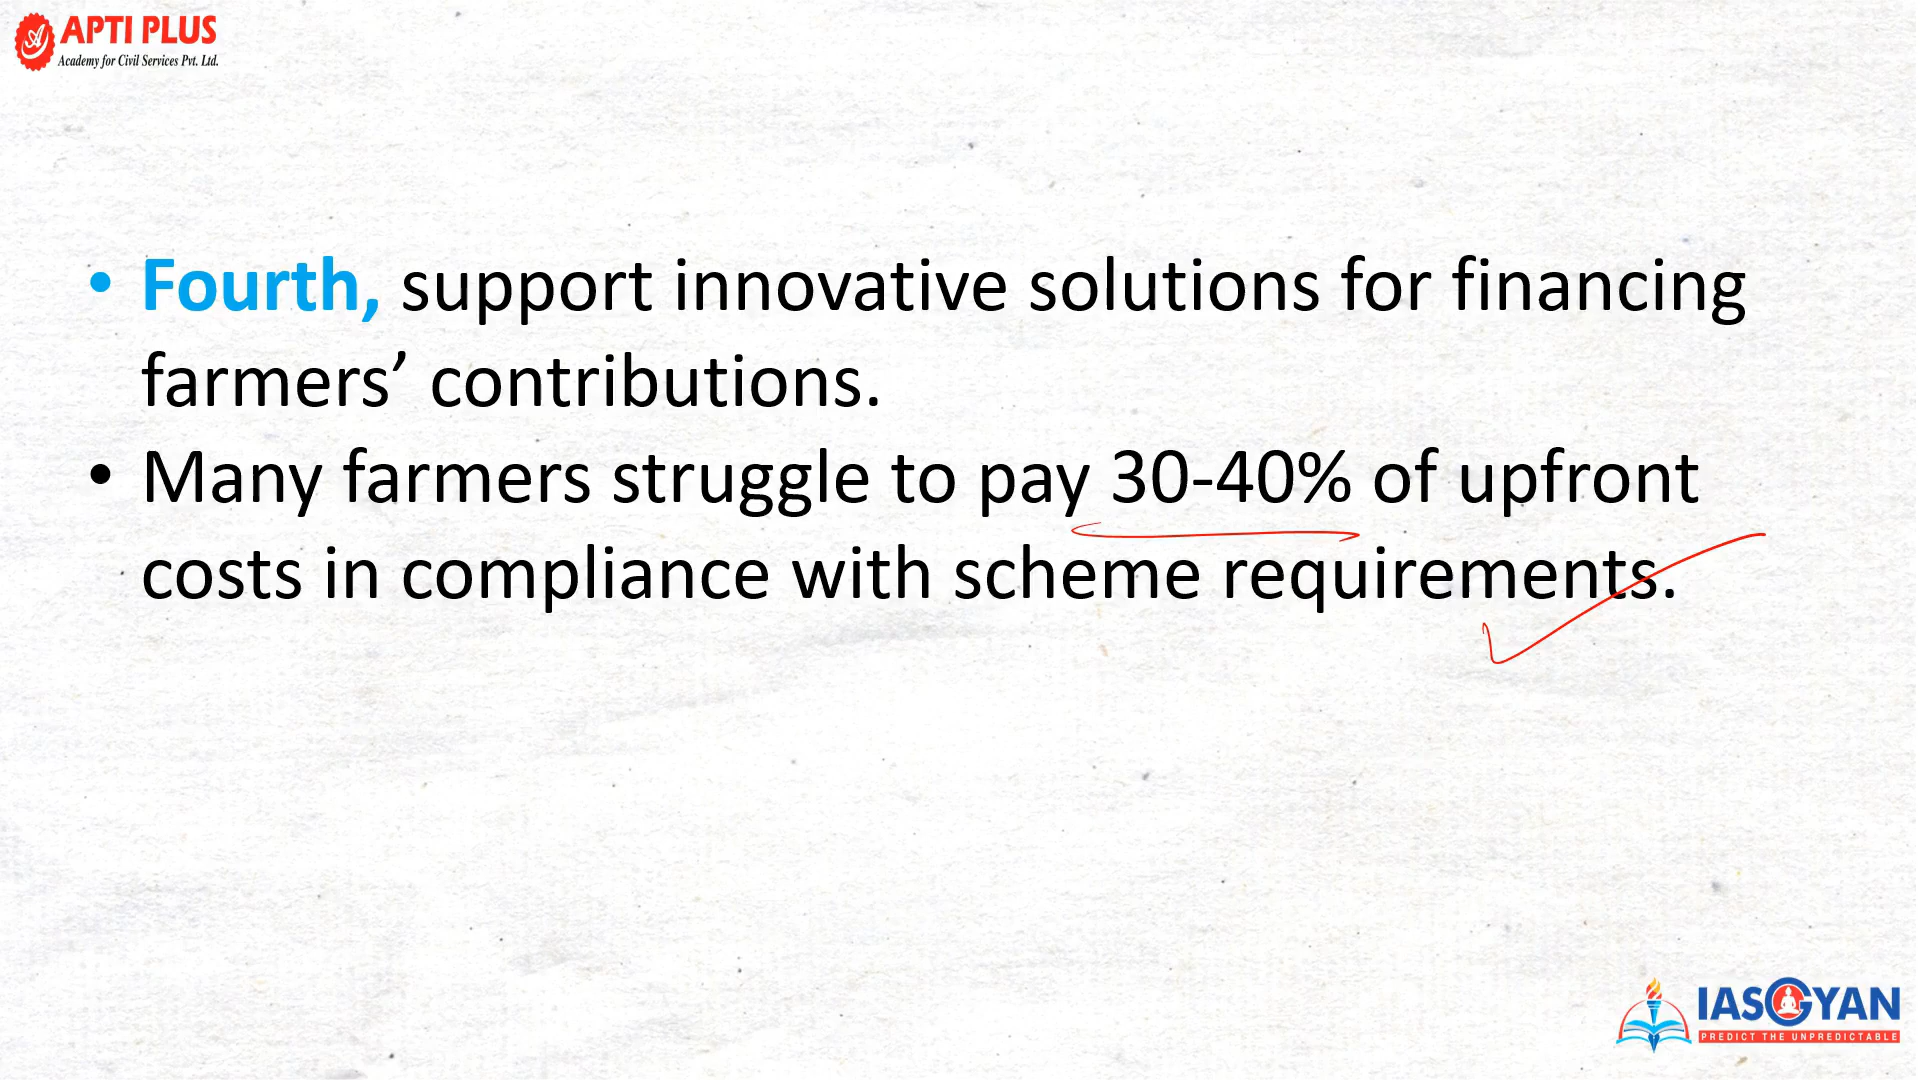 APTI PLUS
Academy for Civil Services Pvt. Ltd.
• Fourth, support innovative solutions for financing
farmers’ contributions.
• Many farmers struggle to pay 30-40% of upfront
costs in compliance with scheme requirements.
IASGYAN
PREDICT THE UNPREDICTABLE